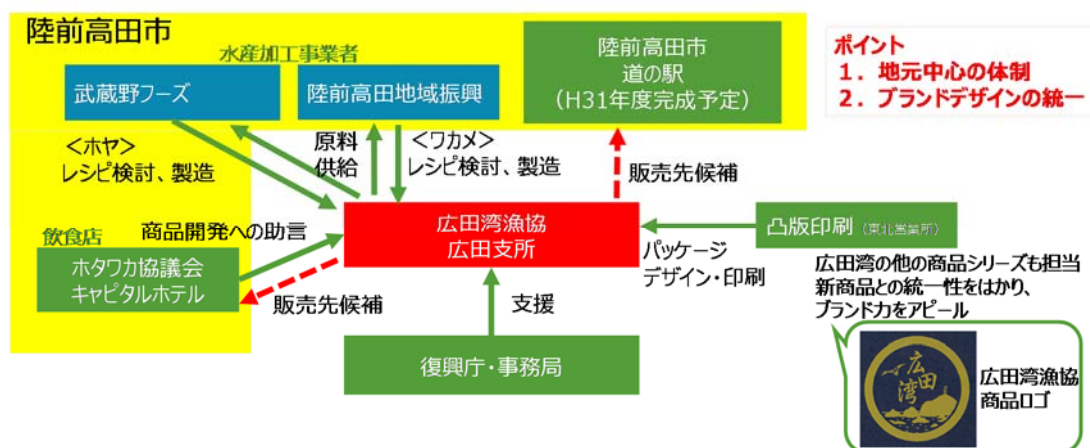 陸前高田市
水産加工事業者
武蔵野フーズ
陸前高田地域振興
陸前高田市
道の駅
(H31年度完成予定)
ポイント
1. 地元中心の体制
2. ブランドデザインの統一
<ホヤ>
レシピ検討、製造
原料
供給
<ワカメ>
レシピ検討、製造
販売先候補
飲食店
商品開発への助言
ホタワカ協議会
キャピタルホテル
広田湾漁協
広田支所
凸版印刷(東北営業所)
パッケージ
デザイン・印刷
販売先候補
支援
広田湾の他の商品シリーズも担当
新商品との統一性をはかり、
ブランド力をアピール
復興庁・事務局
広田湾
広田湾漁協
商品ロゴ